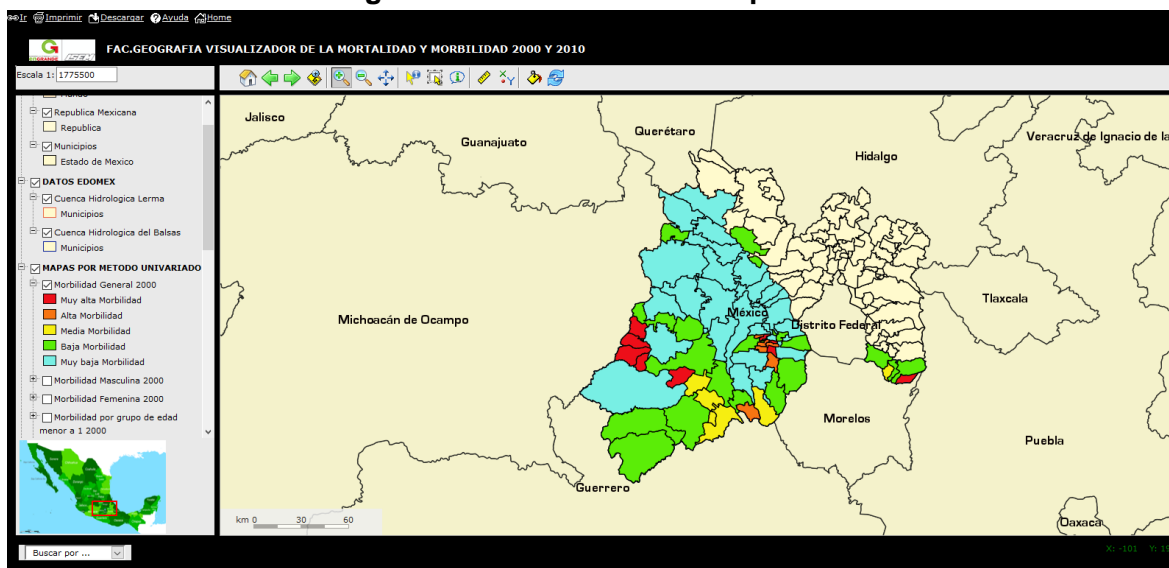 Ir Imprimir Descargar Ayuda Home
GEOGRANDE ISEM FAC.GEOGRAFIA VISUALIZADOR DE LA MORTALIDAD Y MORBILIDAD 2000 Y 2010
Escala 1: 1775500
Republica Mexicana
Republica
Municipios
Estado de Mexico
DATOS EDOMEX
Cuenca Hidrologica Lerma
Municipios
Cuenca Hidrologica del Balsas
Municipios
MAPAS POR METODO UNIVARIADO
Morbilidad General 2000
Muy alta Morbilidad
Alta Morbilidad
Media Morbilidad
Baja Morbilidad
Muy baja Morbilidad
Morbilidad Masculina 2000
Morbilidad Femenina 2000
Morbilidad por grupo de edad
menor a 1 2000
Jalisco
Guanajuato
Querétaro
Hidalgo
Veracruz de Ignacio de la
Michoacán de Ocampo
México
Distrito Federal
Tlaxcala
Morelos
Puebla
Guerrero
Oaxaca
km 0 30 60
Buscar por ...
X: -101 Y: 19